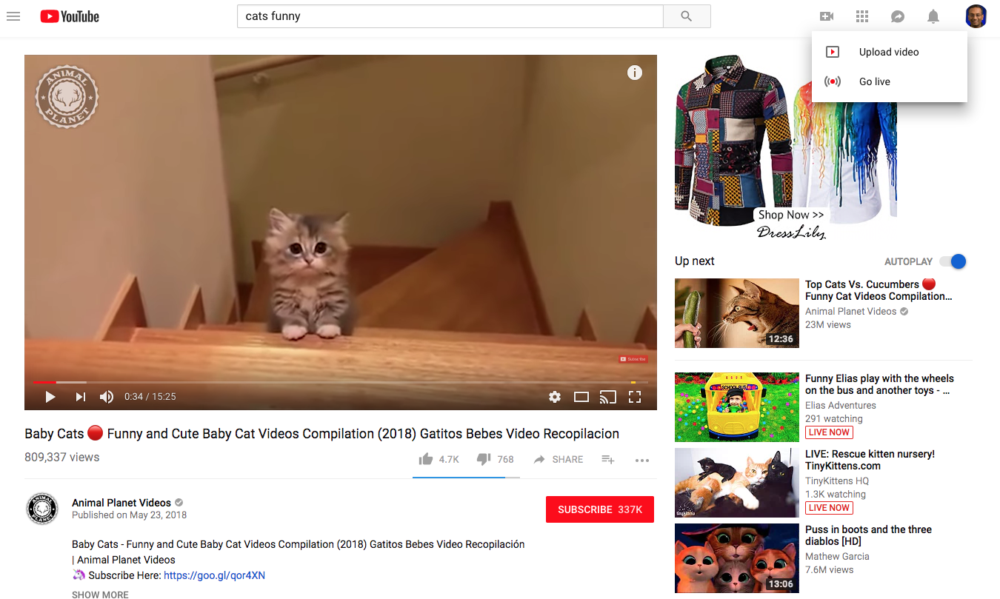 YouTube
cats funny
Upload video
Go live
ANIMAL
PLANET
i
Subscribe
0:34 / 15:25
Baby Cats 🔴 Funny and Cute Baby Cat Videos Compilation (2018) Gatitos Bebes Video Recopilacion
809,337 views
4.7K
768
SHARE
ANIMAL
PLANET
Animal Planet Videos
Published on May 23, 2018
SUBSCRIBE 337K
Baby Cats - Funny and Cute Baby Cat Videos Compilation (2018) Gatitos Bebes Video Recopilación
| Animal Planet Videos
🦄 Subscribe Here: https://goo.gl/qor4XN
SHOW MORE
Shop Now >>
DressLily
Up next
AUTOPLAY
12:36
Top Cats Vs. Cucumbers 🔴
Funny Cat Videos Compilation...
Animal Planet Videos
23M views
SCHOOL BUS
Funny Elias play with the wheels
on the bus and another toys - ...
Elias Adventures
291 watching
LIVE NOW
tinykittens
LIVE: Rescue kitten nursery!
TinyKittens.com
TinyKittens HQ
1.3K watching
LIVE NOW
13:06
Puss in boots and the three
diablos [HD]
Mathew Garcia
7.6M views